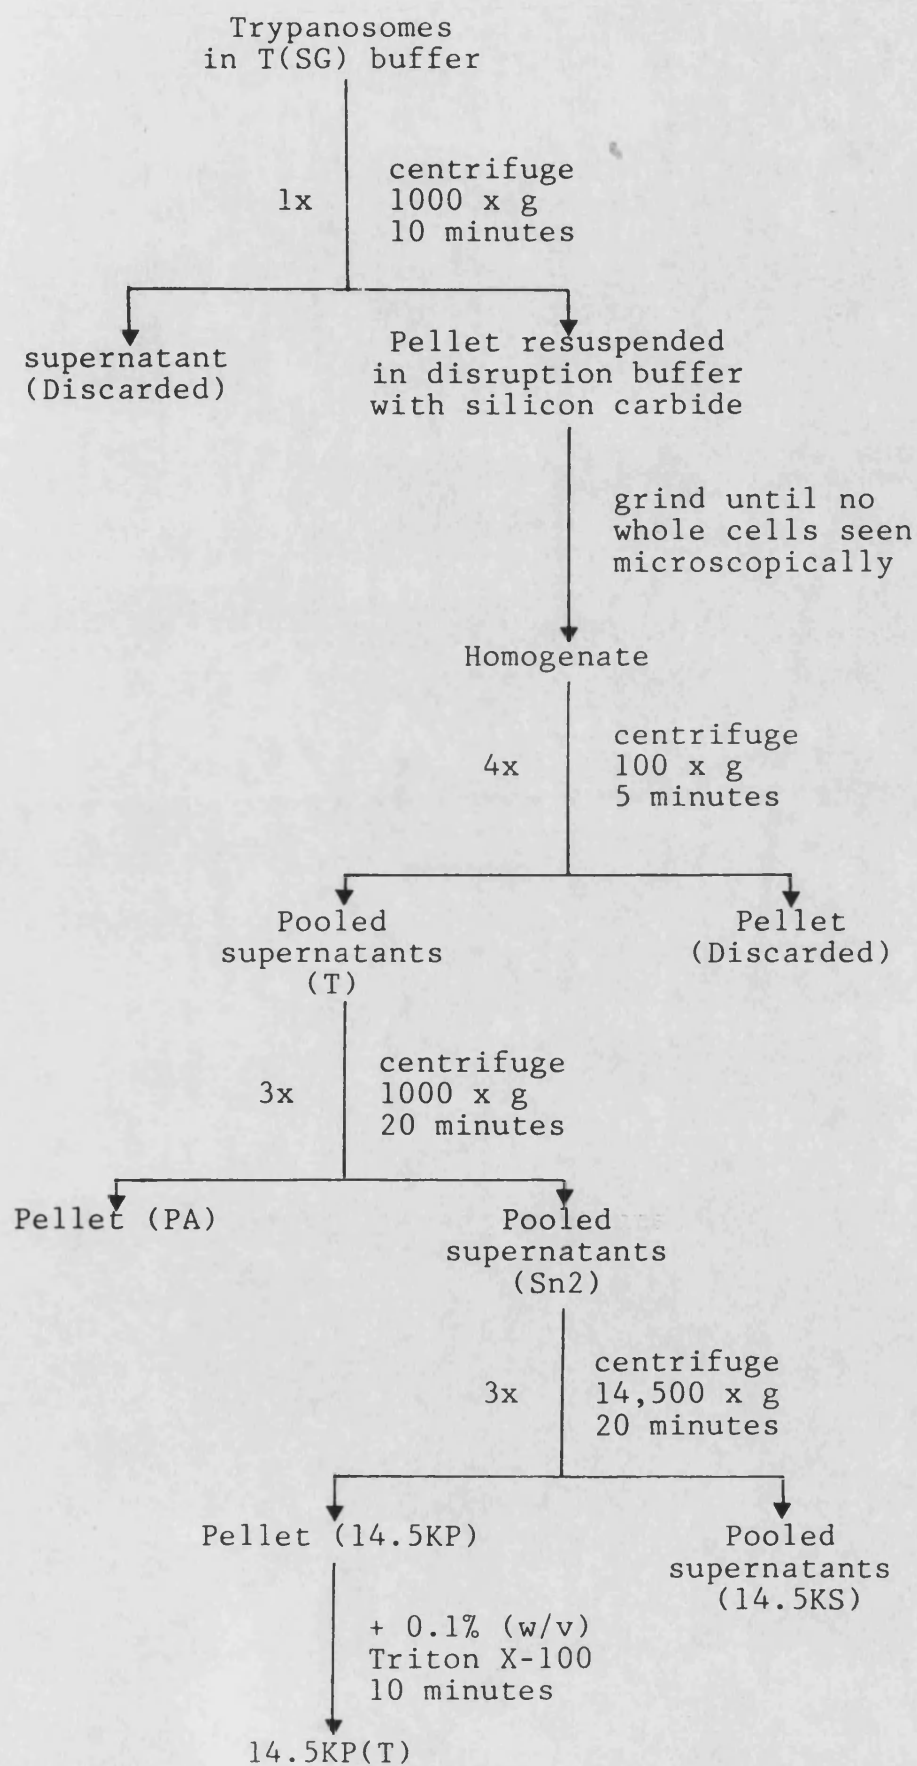 Trypanosomes
in T(SG) buffer
1x
centrifuge
1000 x g
10 minutes
supernatant
(Discarded)
Pellet resuspended
in disruption buffer
with silicon carbide
grind until no
whole cells seen
microscopically
Homogenate
4x
centrifuge
100 x g
5 minutes
Pooled
supernatants
(T)
Pellet
(Discarded)
3x
centrifuge
1000 x g
20 minutes
Pellet (PA)
Pooled
supernatants
(Sn2)
3x
centrifuge
14,500 x g
20 minutes
Pellet (14.5KP)
Pooled
supernatants
(14.5KS)
+ 0.1% (w/v)
Triton X-100
10 minutes
14.5KP(T)